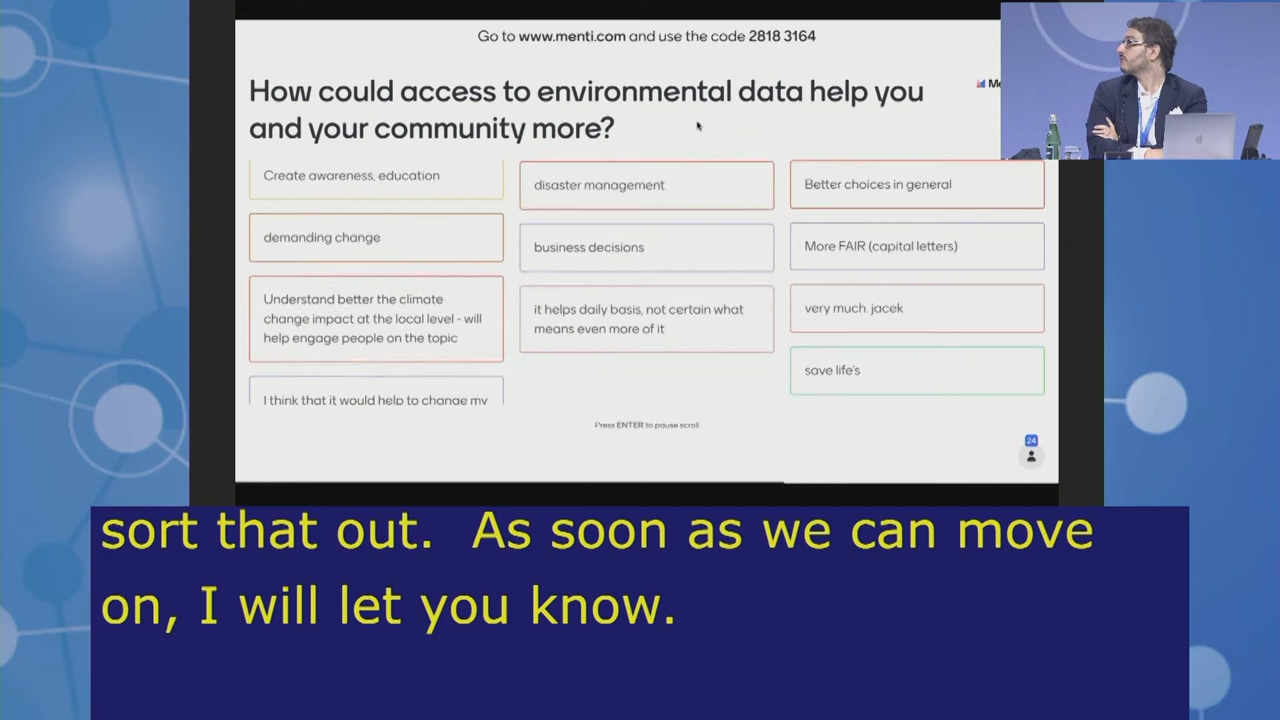 Go to www.menti.com and use the code 2818 3164
How could access to environmental data help you
and your community more?
Create awareness, education
demanding change
Understand better the climate
change impact at the local level - will
help engage people on the topic
I think that it would help to change my
disaster management
business decisions
it helps daily basis, not certain what
means even more of it
Better choices in general
More FAIR (capital letters)
very much. jacek
save life's
Press ENTER to pause scroll
24
sort that out. As soon as we can move
on, I will let you know.